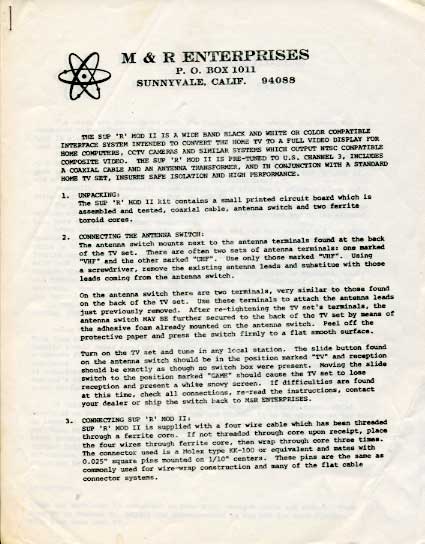 M & R ENTERPRISES
P. O. BOX 1011
SUNNYVALE, CALIF. 94088
THE SUP 'R' MOD II IS A WIDE BAND BLACK AND WHITE OR COLOR COMPATIBLE
INTERFACE SYSTEM INTENDED TO CONVERT THE HOME TV TO A FULL VIDEO DISPLAY FOR
HOME COMPUTERS, CCTV CAMERAS AND SIMILAR SYSTEMS WHICH OUTPUT NTSC COMPATIBLE
COMPOSITE VIDEO. THE SUP 'R' MOD II IS PRE-TUNED TO U.S. CHANNEL 3, INCLUDES
A COAXIAL CABLE AND AN ANTENNA TRANSFORMER, AND IN CONJUNCTION WITH A STANDARD
HOME TV SET, INSURES SAFE ISOLATION AND HIGH PERFORMANCE.
1. UNPACKING:
The SUP 'R' MOD II kit contains a small printed circuit board which is
assembled and tested, coaxial cable, antenna switch and two ferrite
toroid cores.
2. CONNECTING THE ANTENNA SWITCH:
The antenna switch mounts next to the antenna terminals found at the back
of the TV set. There are often two sets of antenna terminals: one marked
"VHF" and the other marked "UHF". Use only those marked "VHF". Using
a screwdriver, remove the existing antenna leads and substitue with those
leads coming from the antenna switch.
On the antenna switch there are two terminals, very similar to those found
on the back of the TV set. Use these terminals to attach the antenna leads
just previously removed. After re-tightening the TV set's terminals, the
antenna switch MAY BE further secured to the back of the TV set by means of
the adhesive foam already mounted on the antenna switch. Peel off the
protective paper and press the switch firmly to a flat smooth surface.
Turn on the TV set and tune in any local station. The slide button found
on the antenna switch should be in the position marked "TV" and reception
should be exactly as though no switch box were present. Moving the slide
switch to the position marked "GAME" should cause the TV set to lose
reception and present a white snowy screen. If difficulties are found
at this time, check all connections, re-read the instructions, contact
your dealer or ship the switch back to M&R ENTERPRISES.
3. CONNECTING SUP 'R' MOD II:
SUP 'R' MOD II is supplied with a four wire cable which has been threaded
through a ferrite core. If not threaded through core upon receipt, place
the four wires through ferrite core, then wrap through core three times.
The connector used is a Molex type KK-100 or equivalent and mates with
0.025" square pins mounted on 1/10" centers. These pins are the same as
commonly used for wire-wrap construction and many of the flat cable
connector systems.